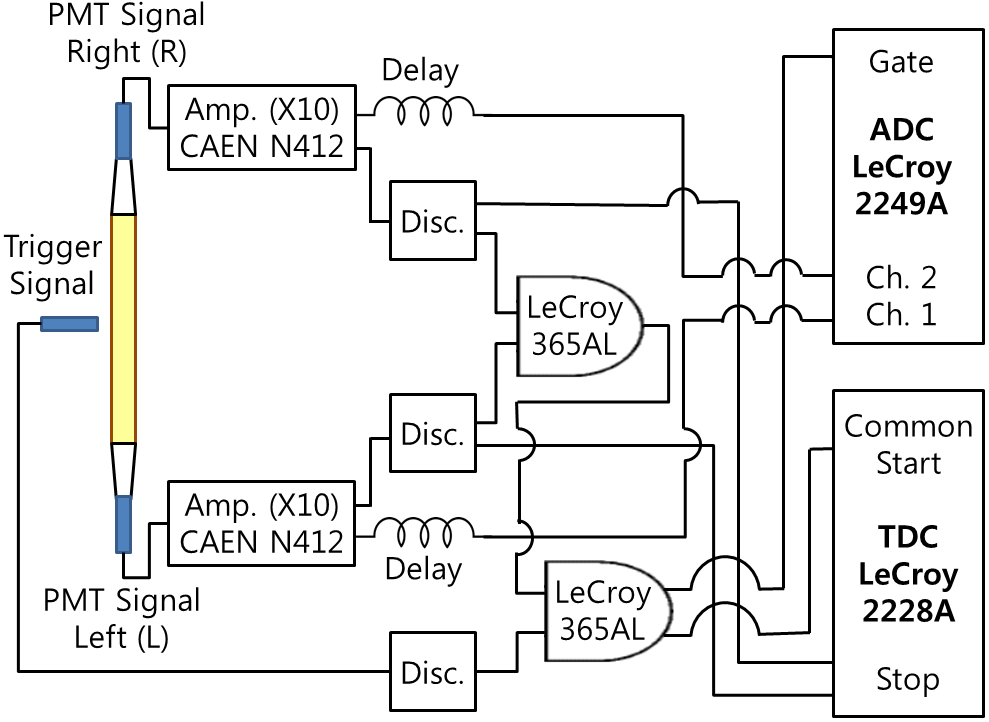 PMT Signal
Right (R)
Amp. (X10)
CAEN N412
Delay
Disc.
Trigger
Signal
LeCroy
365AL
Disc.
Amp. (X10)
CAEN N412
Delay
PMT Signal
Left (L)
LeCroy
365AL
Disc.
Gate
ADC
LeCroy
2249A
Ch. 2
Ch. 1
Common
Start
TDC
LeCroy
2228A
Stop